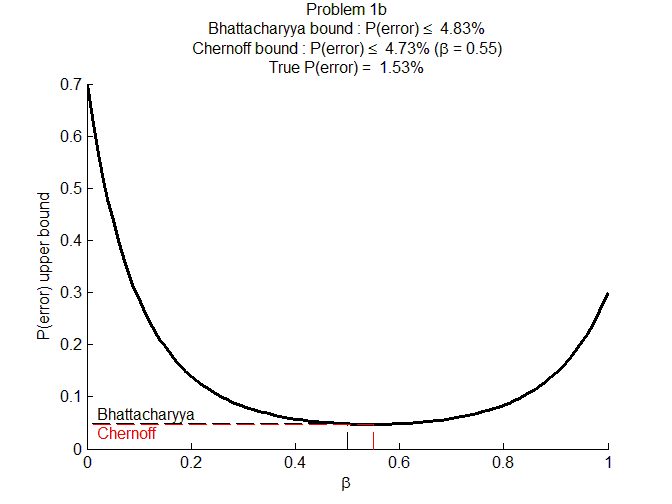 Problem 1b
Bhattacharyya bound : P(error) ≤ 4.83%
Chernoff bound : P(error) ≤ 4.73% (β = 0.55)
True P(error) = 1.53%
P(error) upper bound
0.7
0.6
0.5
0.4
0.3
0.2
0.1
0
Bhattacharyya
Chernoff
0 0.2 0.4 0.6 0.8 1
β